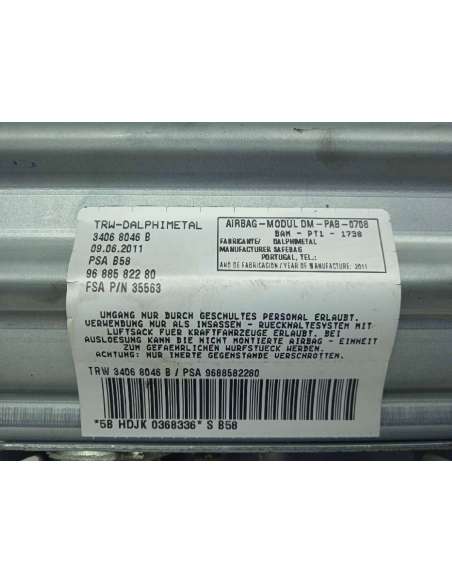 TRW-DALPHIMETAL
3406 8046 B
09.06.2011
PSA B58
96 885 822 80
FSA P/N 35563
AIRBAG-MODUL DM-PAB-0708
BAM - PT1 - 1738
FABRICANTE/ DALPHIMETAL
MANUFACTURER SAFEBAG
PORTUGAL, TEL.:
AÑO DE FABRICACION / YEAR OF MANUFACTURE: 2011
UMGANG NUR DURCH GESCHULTES PERSONAL ERLAUBT.
VERWENDUNG NUR ALS INSASSEN - RUECKHALTESYSTEM MIT
LUFTSACK FUER KRAFTFAHRZEUGE ERLAUBT. BEI
AUSLOESUNG KANN DIE NICHT MONTIERTE AIRBAG - EINHEIT
ZUM GEFAEHRLICHEN WURFSTUECK WERDEN.
ACHTUNG: NUR INERTE GEGENSTANDE VERSCHROTTEN.
TRW 3406 8046 B / PSA 9688582280
*5B HDJK 0368336* S B58